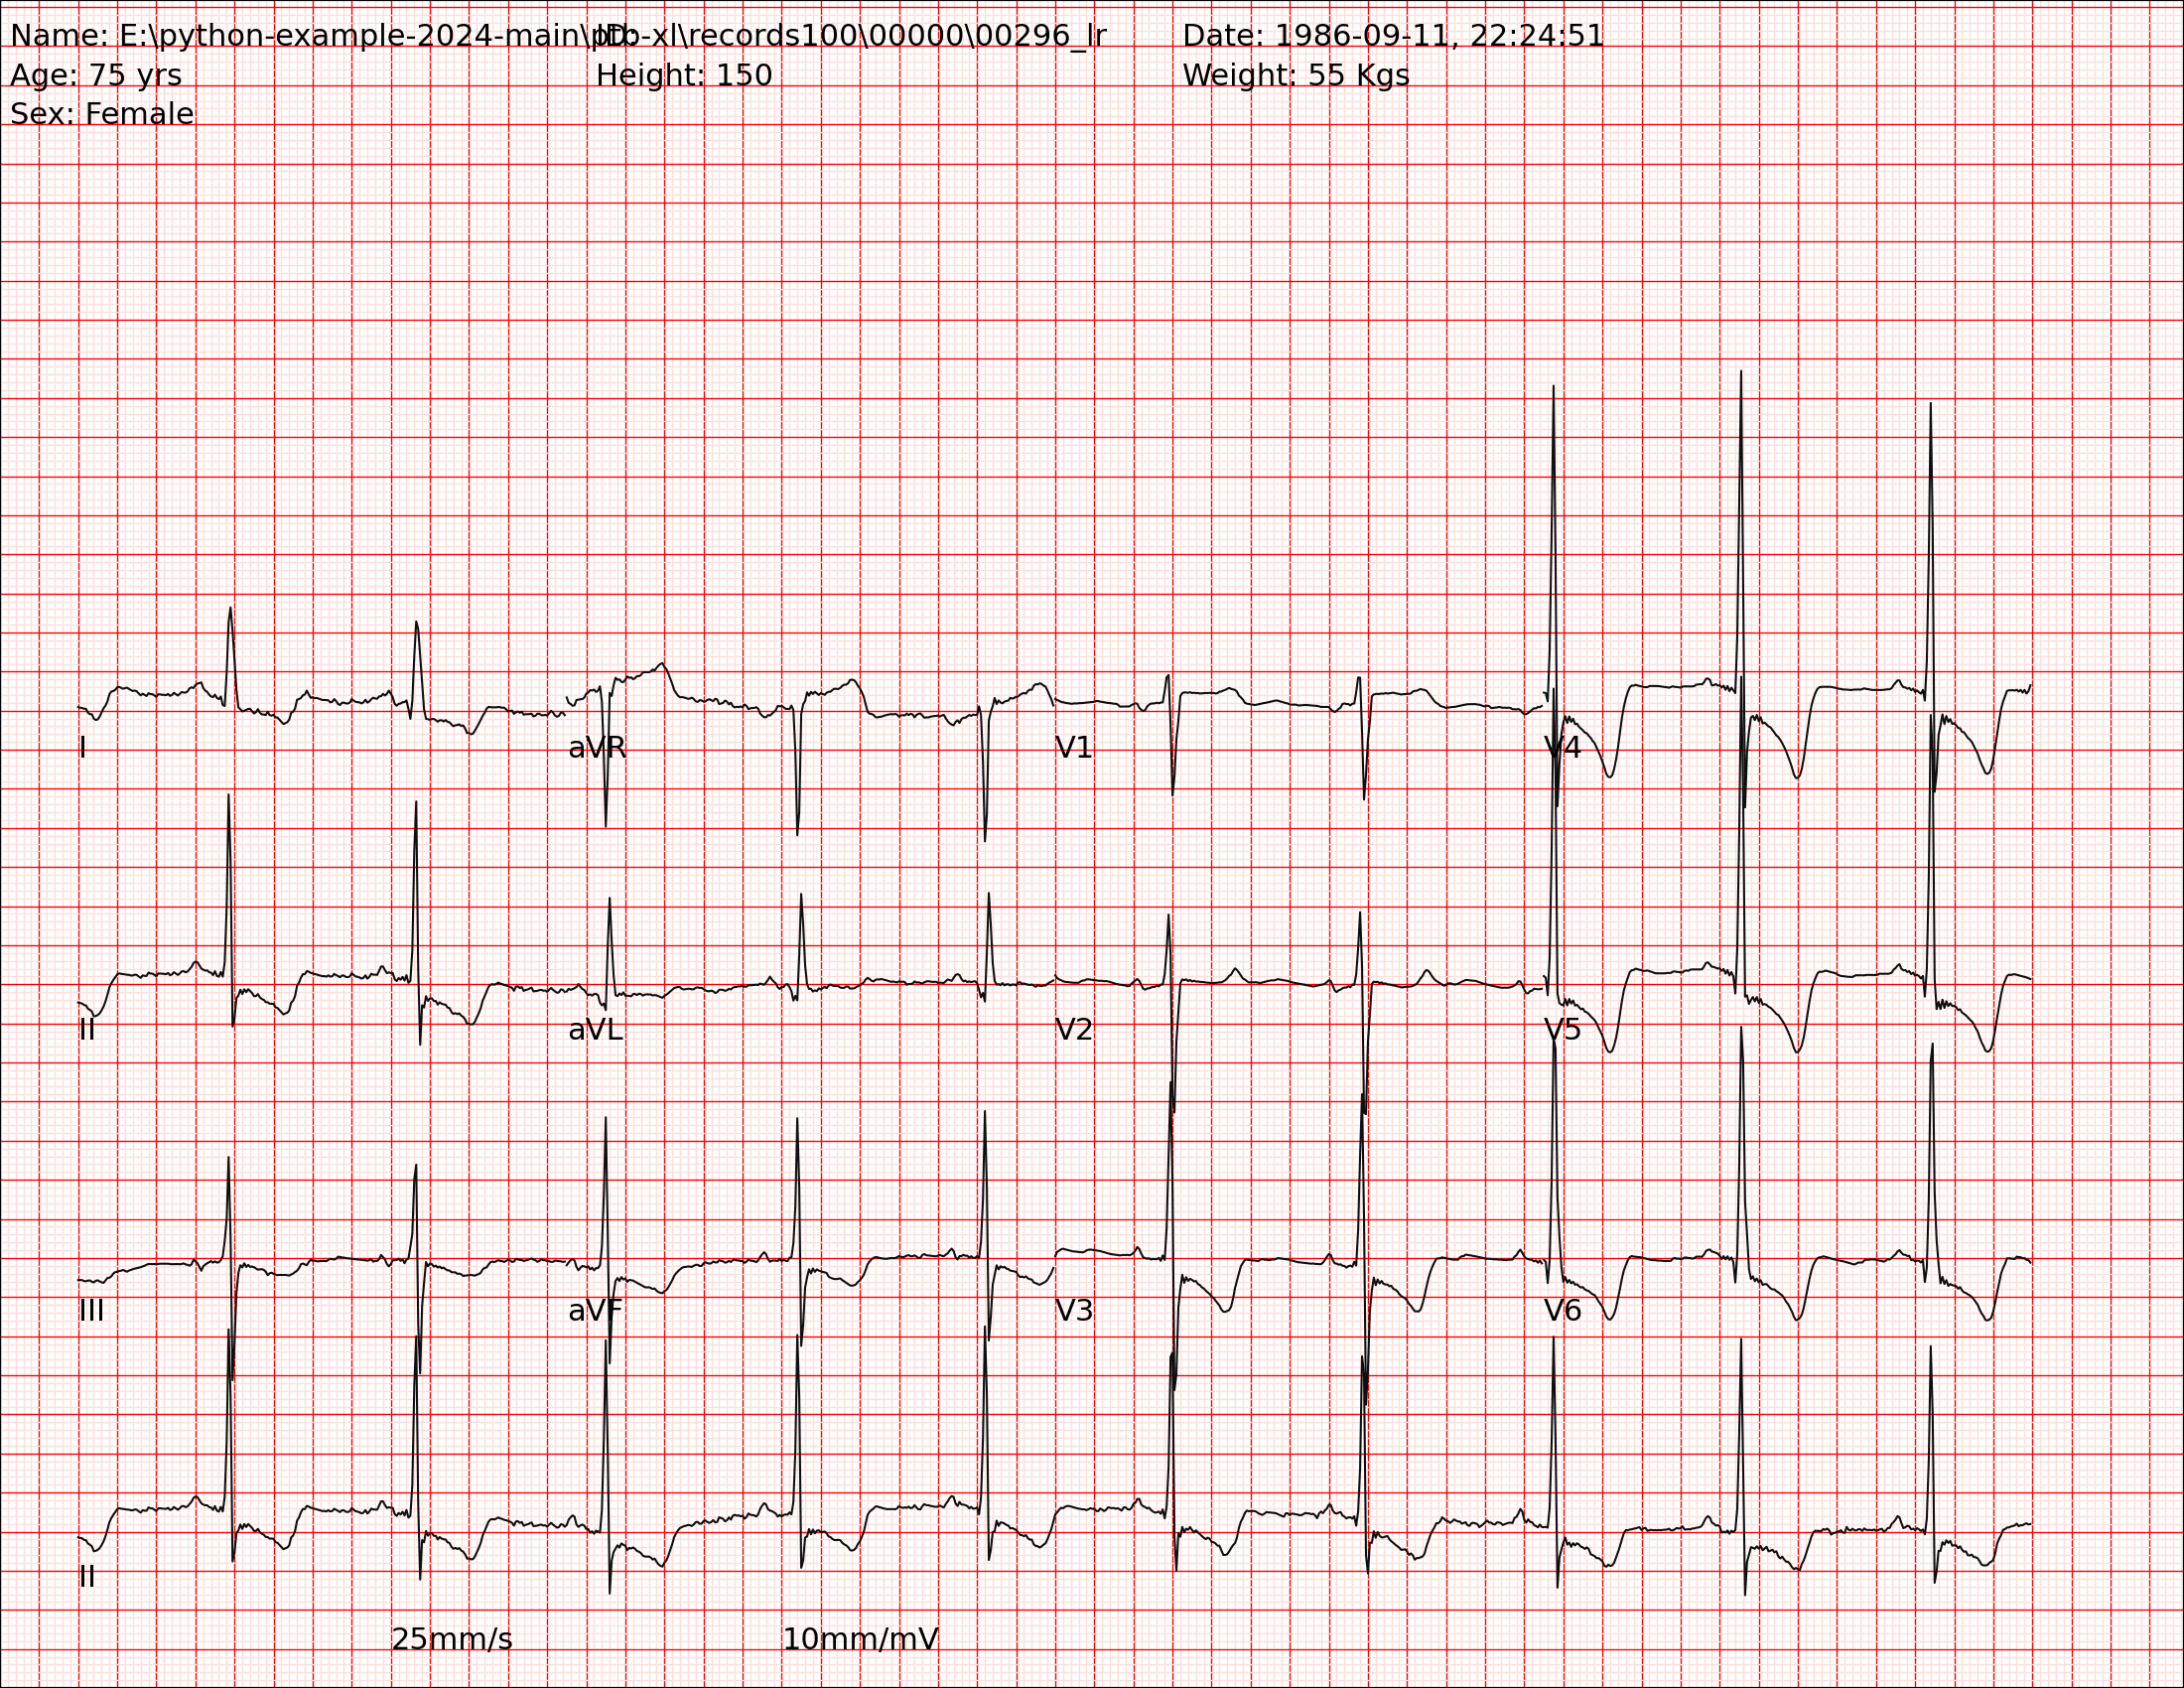 Name: E:\python-example-2024-main\ptb-xl\records100\00000\00296_lr ID: Date: 1986-09-11, 22:24:51
Age: 75 yrs Height: 150 Weight: 55 Kgs
Sex: Female
I aVR V1 V4
II aVL V2 V5
III aVF V3 V6
II
25mm/s 10mm/mV